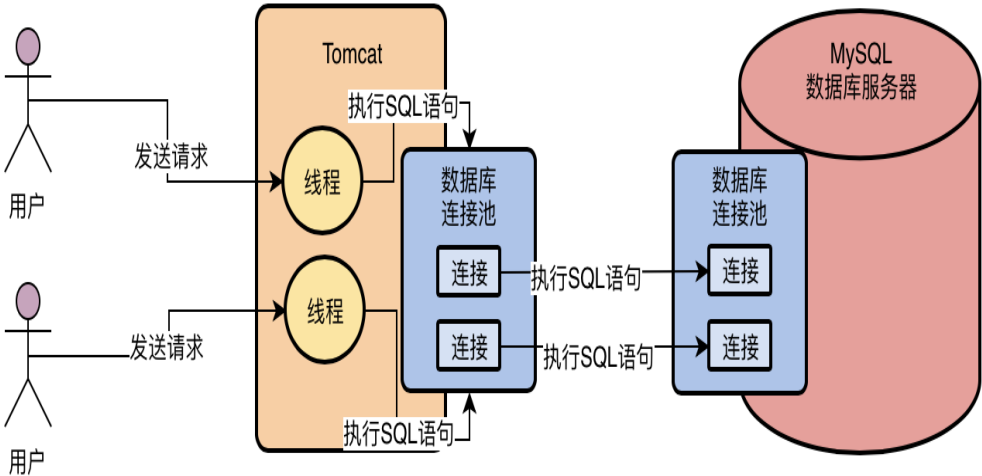 Tomcat
MySQL
数据库服务器
执行SQL语句
发送请求
线程
用户
数据库
连接池
数据库
连接池
连接
执行SQL语句
连接
线程
发送请求
连接
执行SQL语句
连接
执行SQL语句
用户